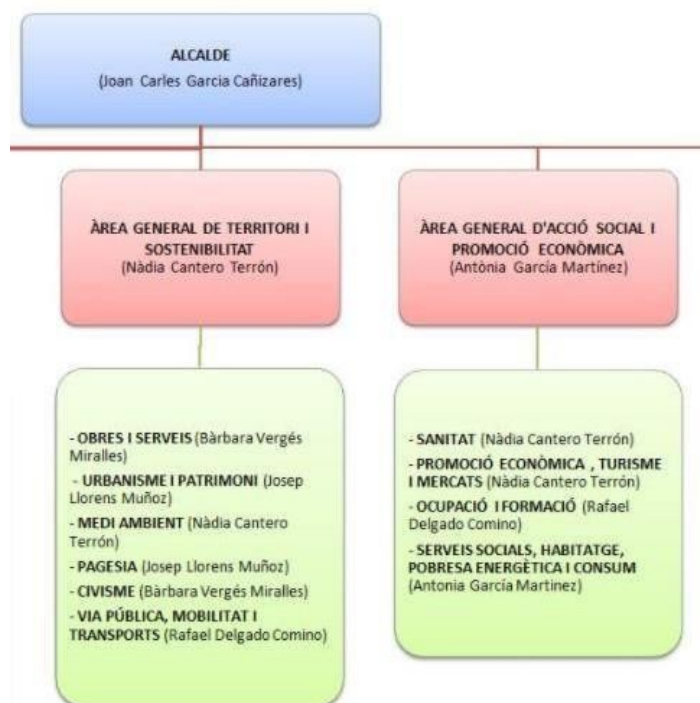 ALCALDE
(Joan Carles Garcia Cañizares)
ÀREA GENERAL DE TERRITORI I
SOSTENIBILITAT
(Nàdia Cantero Terrón)
ÀREA GENERAL D'ACCIÓ SOCIAL I
PROMOCIÓ ECONÒMICA
(Antònia García Martínez)
- OBRES I SERVEIS (Bàrbara Vergés
Miralles)
- URBANISME I PATRIMONI (Josep
Llorens Muñoz)
- MEDI AMBIENT (Nàdia Cantero
Terrón)
- PAGESIA (Josep Llorens Muñoz)
- CIVISME (Bàrbara Vergés Miralles)
- VIA PÚBLICA, MOBILITAT I
TRANSPORTS (Rafael Delgado Comino)
- SANITAT (Nàdia Cantero Terrón)
- PROMOCIÓ ECONÒMICA , TURISME
I MERCATS (Nàdia Cantero Terrón)
- OCUPACIÓ I FORMACIÓ (Rafael
Delgado Comino)
- SERVEIS SOCIALS, HABITATGE,
POBRESA ENERGÈTICA I CONSUM
(Antonia García Martinez)